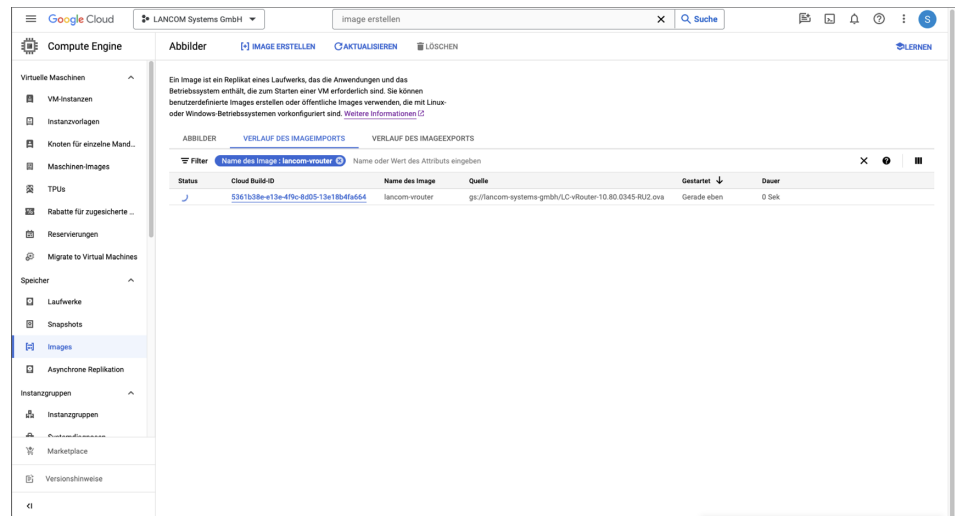 Google Cloud
LANCOM Systems GmbH
image erstellen
Suche
S
Compute Engine
Abbilder
[+] IMAGE ERSTELLEN
AKTUALISIEREN
LÖSCHEN
LERNEN
Virtuelle Maschinen
VM-Instanzen
Instanzvorlagen
Knoten für einzelne Mand...
Maschinen-Images
TPUs
Rabatte für zugesicherte ...
Reservierungen
Migrate to Virtual Machines
Speicher
Laufwerke
Snapshots
Images
Asynchrone Replikation
Instanzgruppen
Instanzgruppen
Marketplace
Versionshinweise
Ein Image ist ein Replikat eines Laufwerks, das die Anwendungen und das
Betriebssystem enthält, die zum Starten einer VM erforderlich sind. Sie können
benutzerdefinierte Images erstellen oder öffentliche Images verwenden, die mit Linux-
oder Windows-Betriebssystemen vorkonfiguriert sind. Weitere Informationen
ABBILDER
VERLAUF DES IMAGEIMPORTS
VERLAUF DES IMAGEEXPORTS
Filter
Name des Image : lancom-vrouter
Name oder Wert des Attributs eingeben
Status Cloud Build-ID Name des Image Quelle Gestartet Dauer
5361b38e-e13e-4f9c-8d05-13e18b4fa664 lancom-vrouter gs://lancom-systems-gmbh/LC-vRouter-10.80.0345-RU2.ova Gerade eben 0 Sek